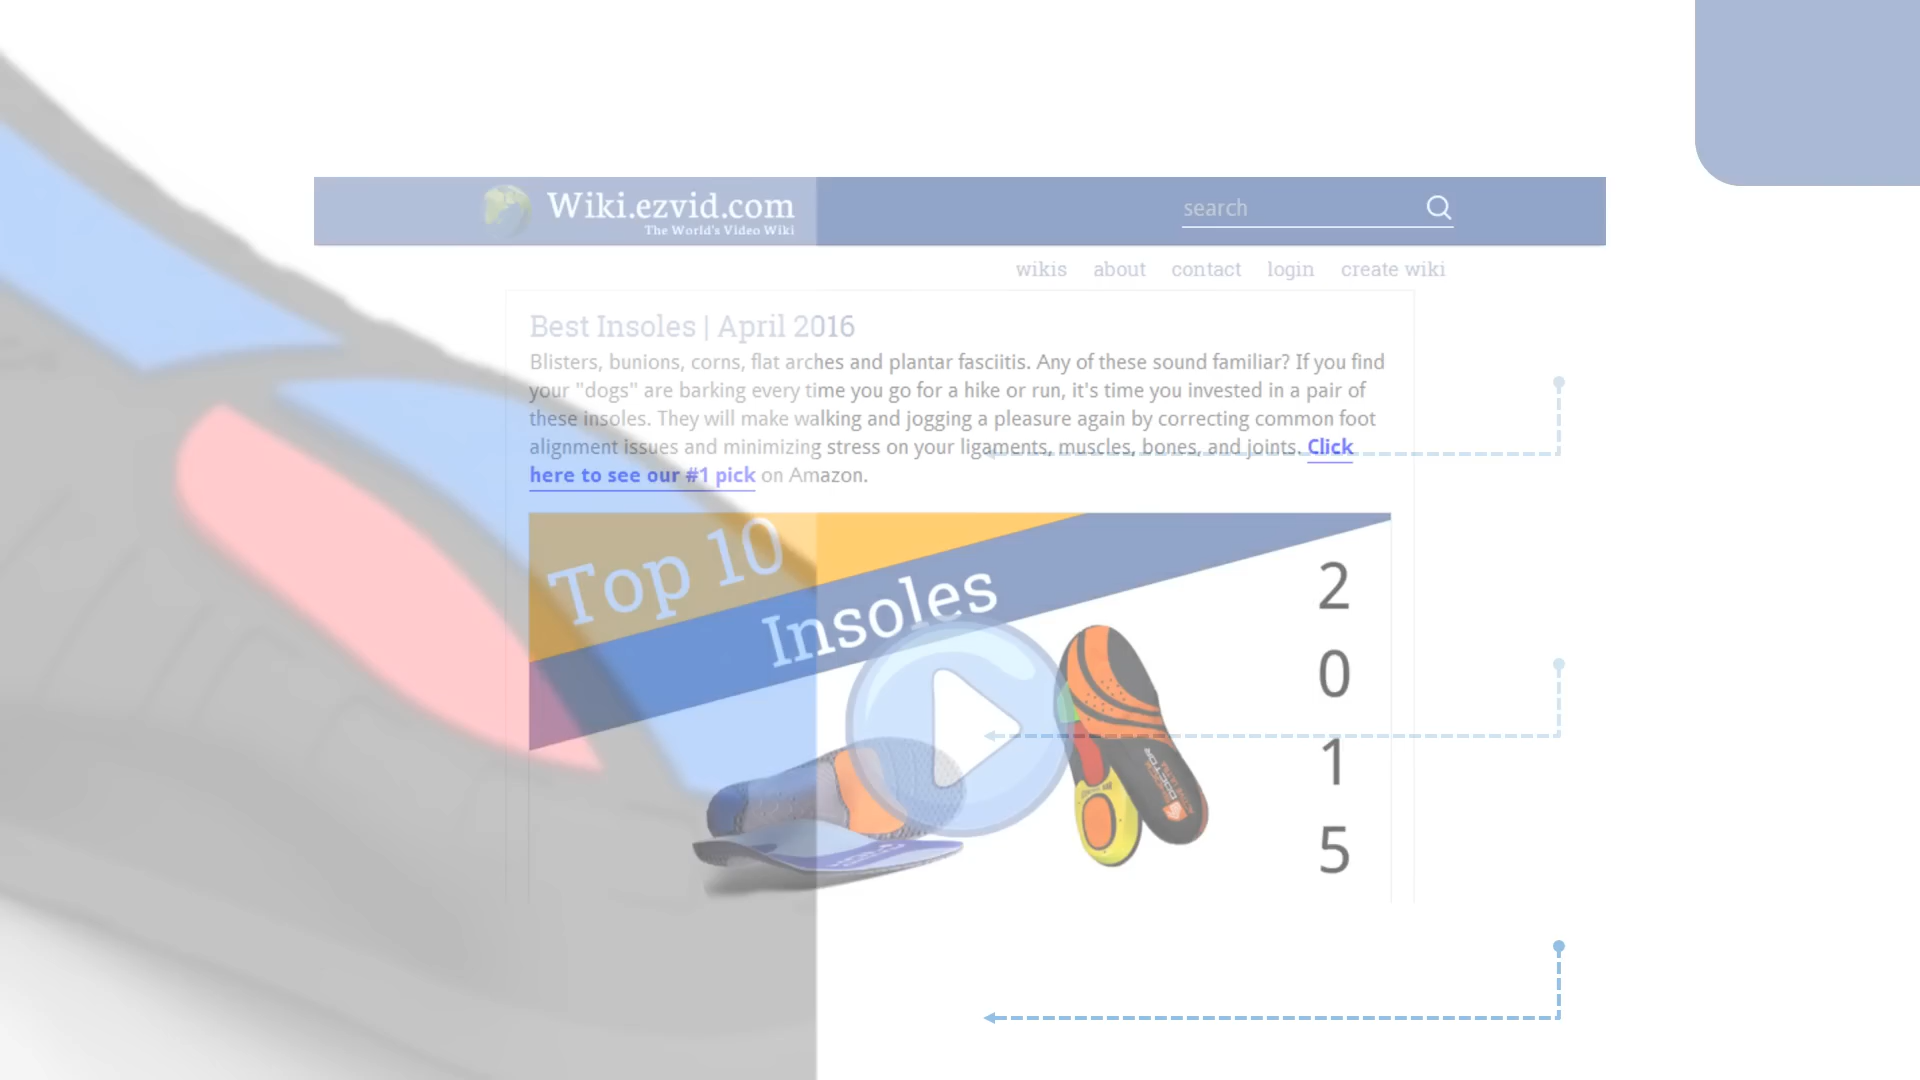 Wiki.ezvid.com
The World's Video Wiki
search
wikis about contact login create wiki
Best Insoles | April 2016
Blisters, bunions, corns, flat arches and plantar fasciitis. Any of these sound familiar? If you find
your "dogs" are barking every time you go for a hike or run, it's time you invested in a pair of
these insoles. They will make walking and jogging a pleasure again by correcting common foot
alignment issues and minimizing stress on your ligaments, muscles, bones, and joints. Click
here to see our #1 pick on Amazon.
Top 10
Insoles
2
0
1
5
DOCTOR